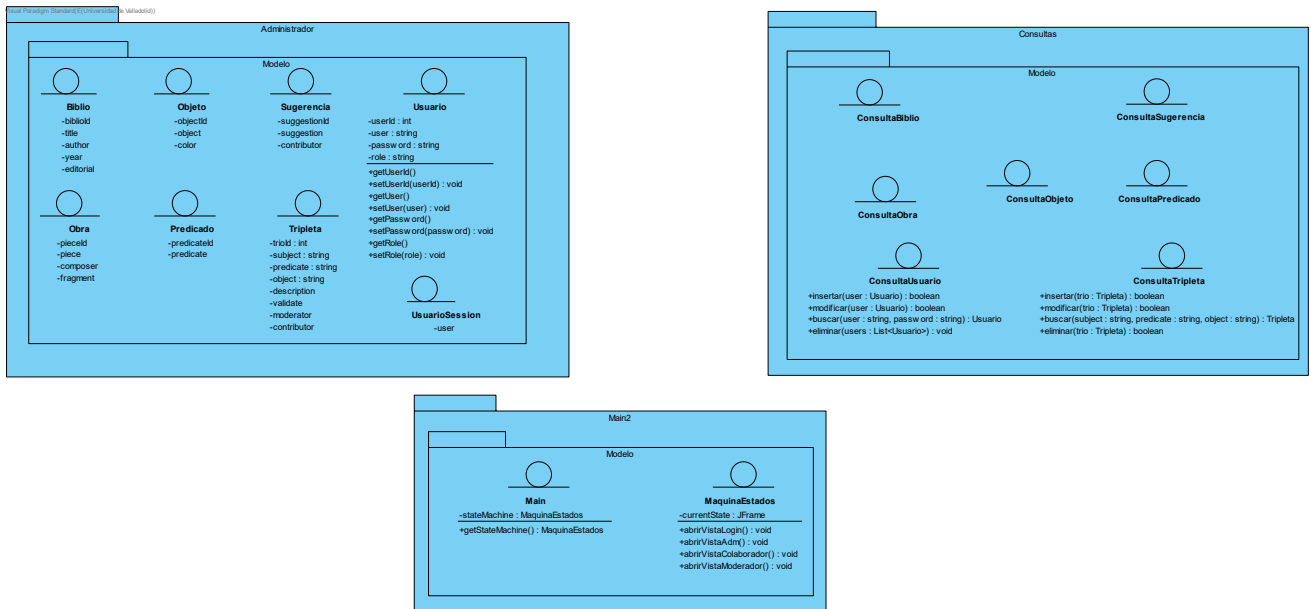 Visual Paradigm Standard(E(Universidad de Valladolid))
Administrador
Modelo
Biblio
-biblioId
-title
-author
-year
-editorial
Objeto
-objectId
-object
-color
Sugerencia
-suggestionId
-suggestion
-contributor
Usuario
-userId : int
-user : string
-password : string
-role : string
+getUserId()
+setUserId(userId) : void
+getUser()
+setUser(user) : void
+getPassword()
+setPassword(password) : void
+getRole()
+setRole(role) : void
Obra
-pieceId
-piece
-composer
-fragment
Predicado
-predicateId
-predicate
Tripleta
-trioId : int
-subject : string
-predicate : string
-object : string
-description
-validate
-moderator
-contributor
UsuarioSession
-user
Consultas
Modelo
ConsultaBiblio
ConsultaSugerencia
ConsultaObra
ConsultaObjeto
ConsultaPredicado
ConsultaUsuario
+insertar(user : Usuario) : boolean
+modificar(user : Usuario) : boolean
+buscar(user : string, password : string) : Usuario
+eliminar(users : List<Usuario>) : void
ConsultaTripleta
+insertar(trio : Tripleta) : boolean
+modificar(trio : Tripleta) : boolean
+buscar(subject : string, predicate : string, object : string) : Tripleta
+eliminar(trio : Tripleta) : boolean
Main2
Modelo
Main
-stateMachine : MaquinaEstados
+getStateMachine() : MaquinaEstados
MaquinaEstados
-currentState : JFrame
+abrirVistaLogin() : void
+abrirVistaAdm() : void
+abrirVistaColaborador() : void
+abrirVistaModerador() : void